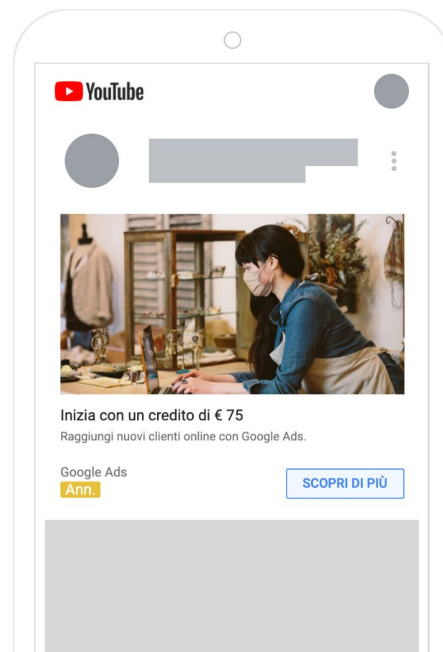 YouTube
Inizia con un credito di € 75
Raggiungi nuovi clienti online con Google Ads.
Google Ads
Ann.
SCOPRI DI PIÙ